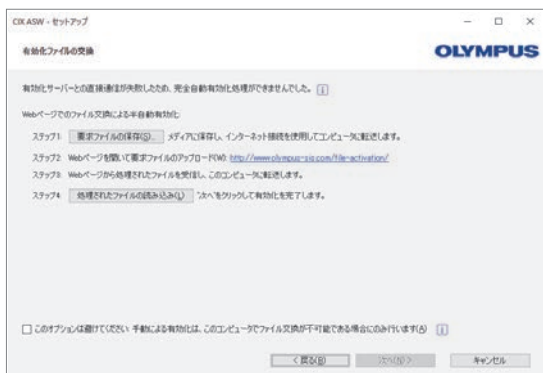 CIX ASW - セットアップ
有効化ファイルの交換
OLYMPUS
有効化サーバーとの直接通信が失敗したため、完全自動有効化処理ができませんでした。
Webページでのファイル交換による半自動有効化:
ステップ1: 要求ファイルの保存(S)... メディアに保存し、インターネット接続を使用してコンピュータに転送します。
ステップ2: Webページを開いて要求ファイルのアップロード(W): http://www.olympus-sis.com/file-activation/
ステップ3: Webページから処理されたファイルを受信し、このコンピュータに転送します。
ステップ4: 処理されたファイルの読み込み(L) '次へ'をクリックして有効化を完了します。
このオプションは避けてください: 手動による有効化は、このコンピュータでファイル交換が不可能である場合にのみ行います(A)
< 戻る(B) 次へ(N) > キャンセル